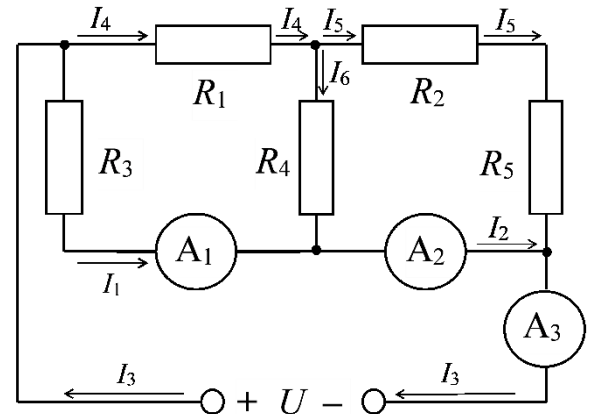 I4 I4 I5 I5
I6
R1 R2
R3 R4 R5
A1 A2 I2
I1
A3
I3 + U – I3